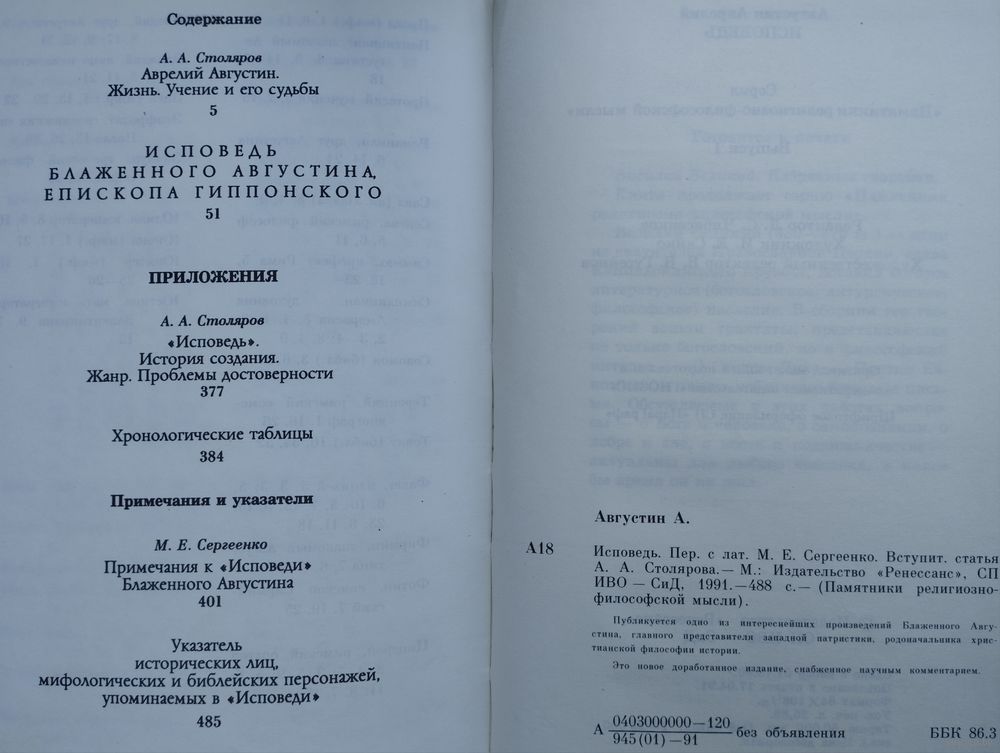 Содержание
А. А. Столяров
Аврелий Августин.
Жизнь. Учение и его судьбы
5
ИСПОВЕДЬ
БЛАЖЕННОГО АВГУСТИНА,
ЕПИСКОПА ГИППОНСКОГО
51
ПРИЛОЖЕНИЯ
А. А. Столяров
«Исповедь».
История создания.
Жанр. Проблемы достоверности
377
Хронологические таблицы
384
Примечания и указатели
М. Е. Сергеенко
Примечания к «Исповеди»
Блаженного Августина
401
Указатель
исторических лиц,
мифологических и библейских персонажей,
упоминаемых в «Исповеди»
485
Августин А.
А18
Исповедь. Пер. с лат. М. Е. Сергеенко. Вступит. статья
А. А. Столярова.— М.: Издательство «Ренессанс», СП
ИВО — СиД, 1991.—488 с.— (Памятники религиозно-
философской мысли).
Публикуется одно из интереснейших произведений Блаженного Авгу-
стина, главного представителя западной патристики, родоначальника хрис-
тианской философии истории.
Это новое доработанное издание, снабженное научным комментарием.
А 0403000000—120
945(01)—91
без объявления
ББК 86.3